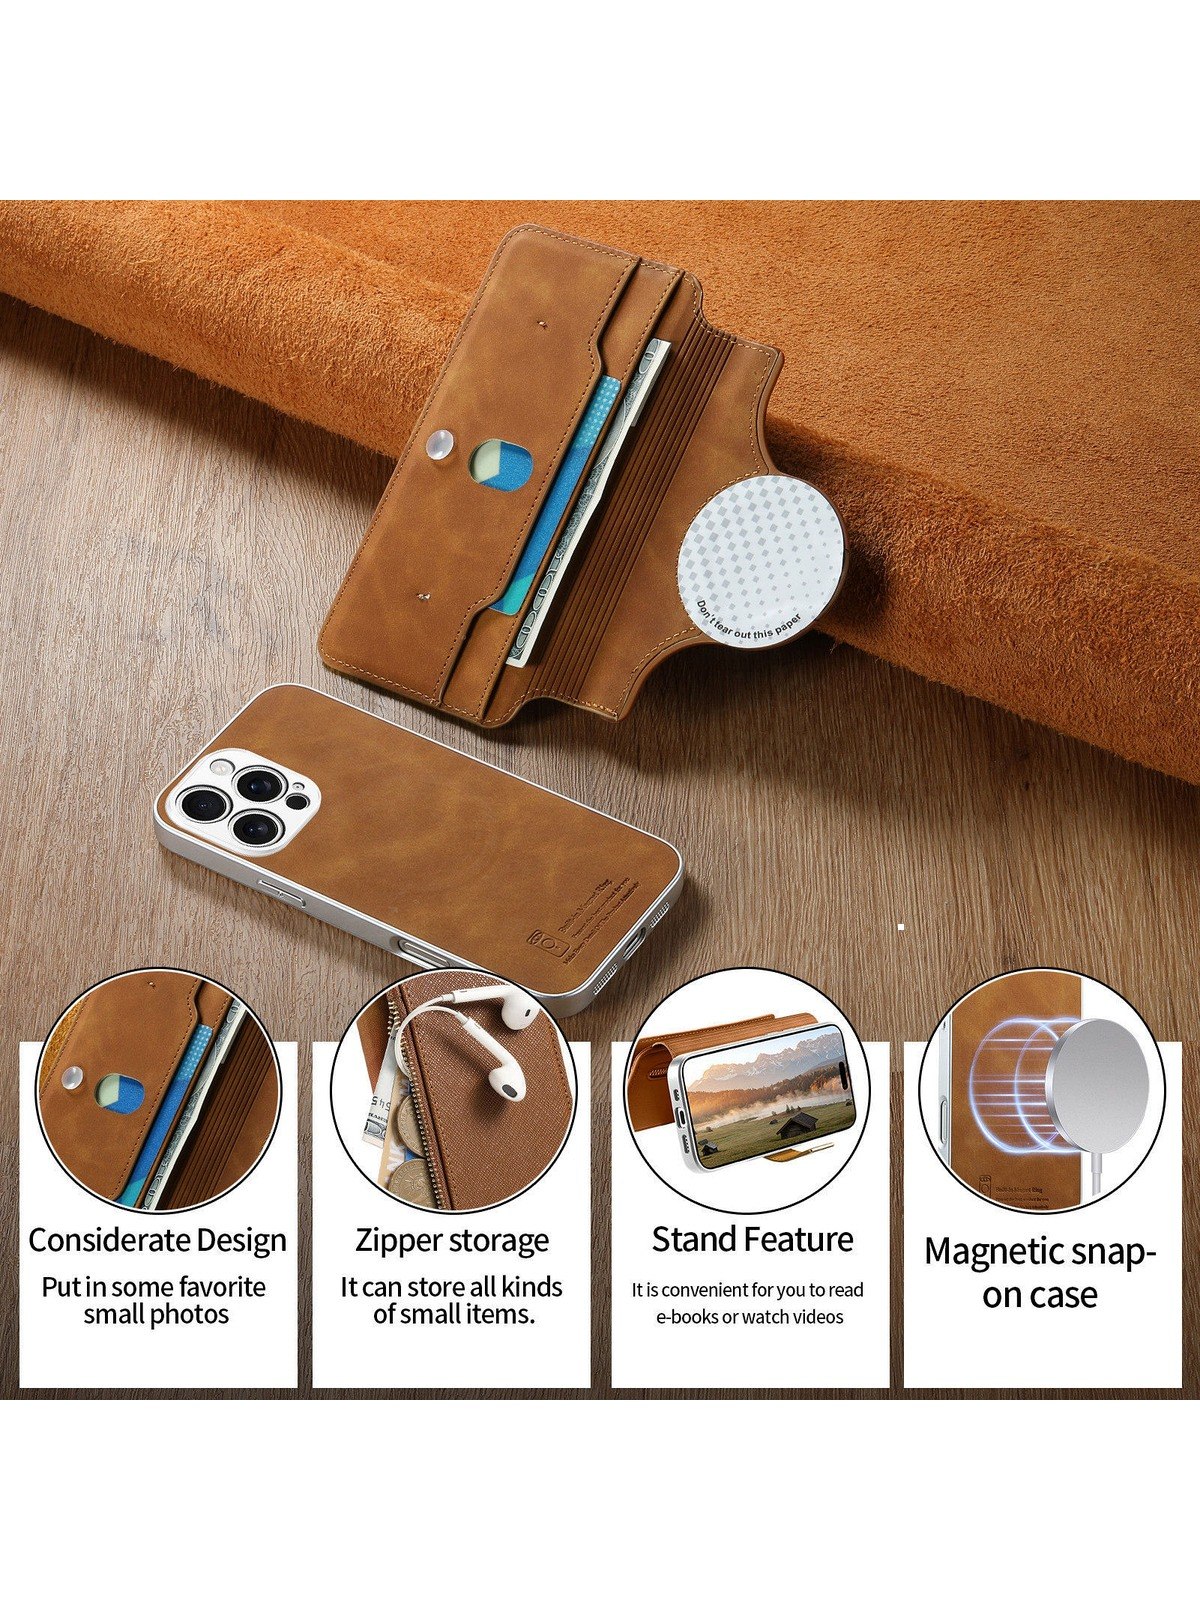 Don't tear out this paper
Considerate Design
Put in some favorite
small photos
Zipper storage
It can store all kinds
of small items.
Stand Feature
It is convenient for you to read
e-books or watch videos
Magnetic snap-
on case